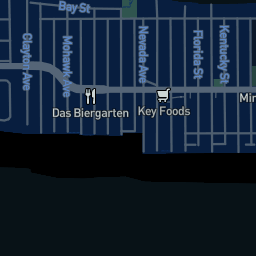 Bay St
Clayton Ave
Mohawk Ave
Nevada Ave
Florida St
Kentucky St
Das Biergarten
Key Foods